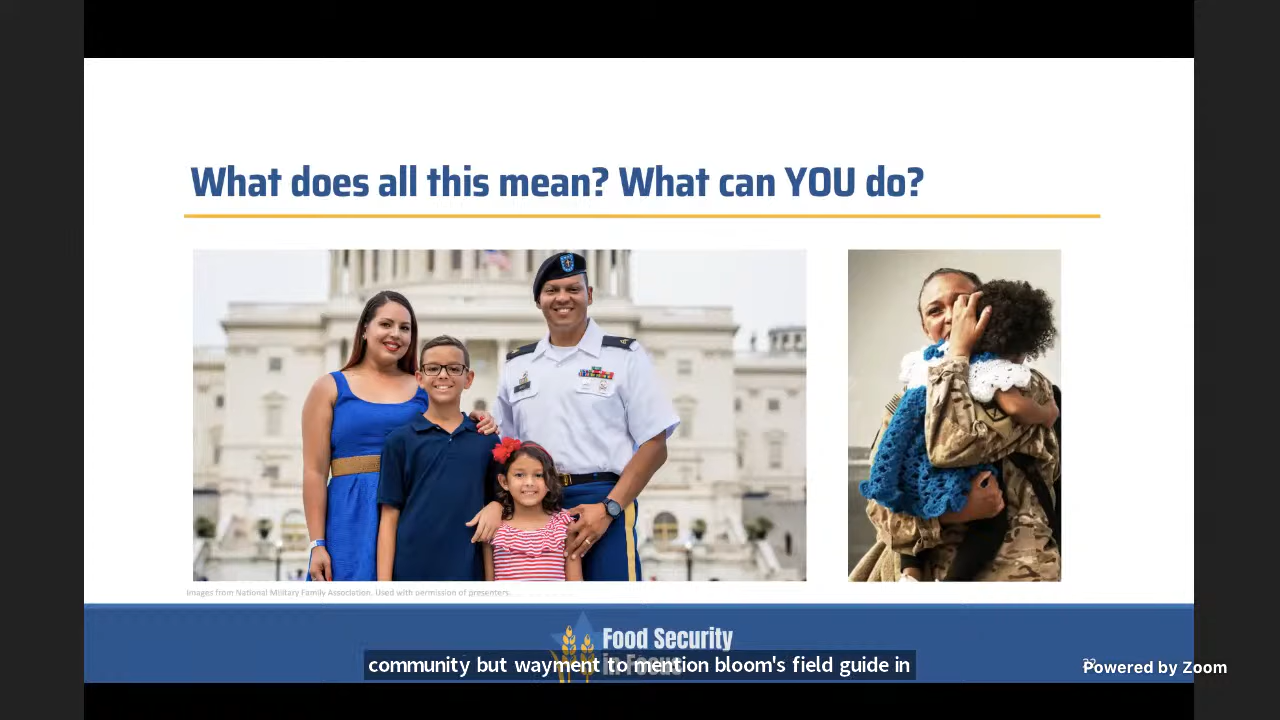 What does all this mean? What can YOU do?
Images from National Military Family Association. Used with permission of presenters.
Food Security
in Focus
community but wayment to mention bloom's field guide in
Powered by Zoom